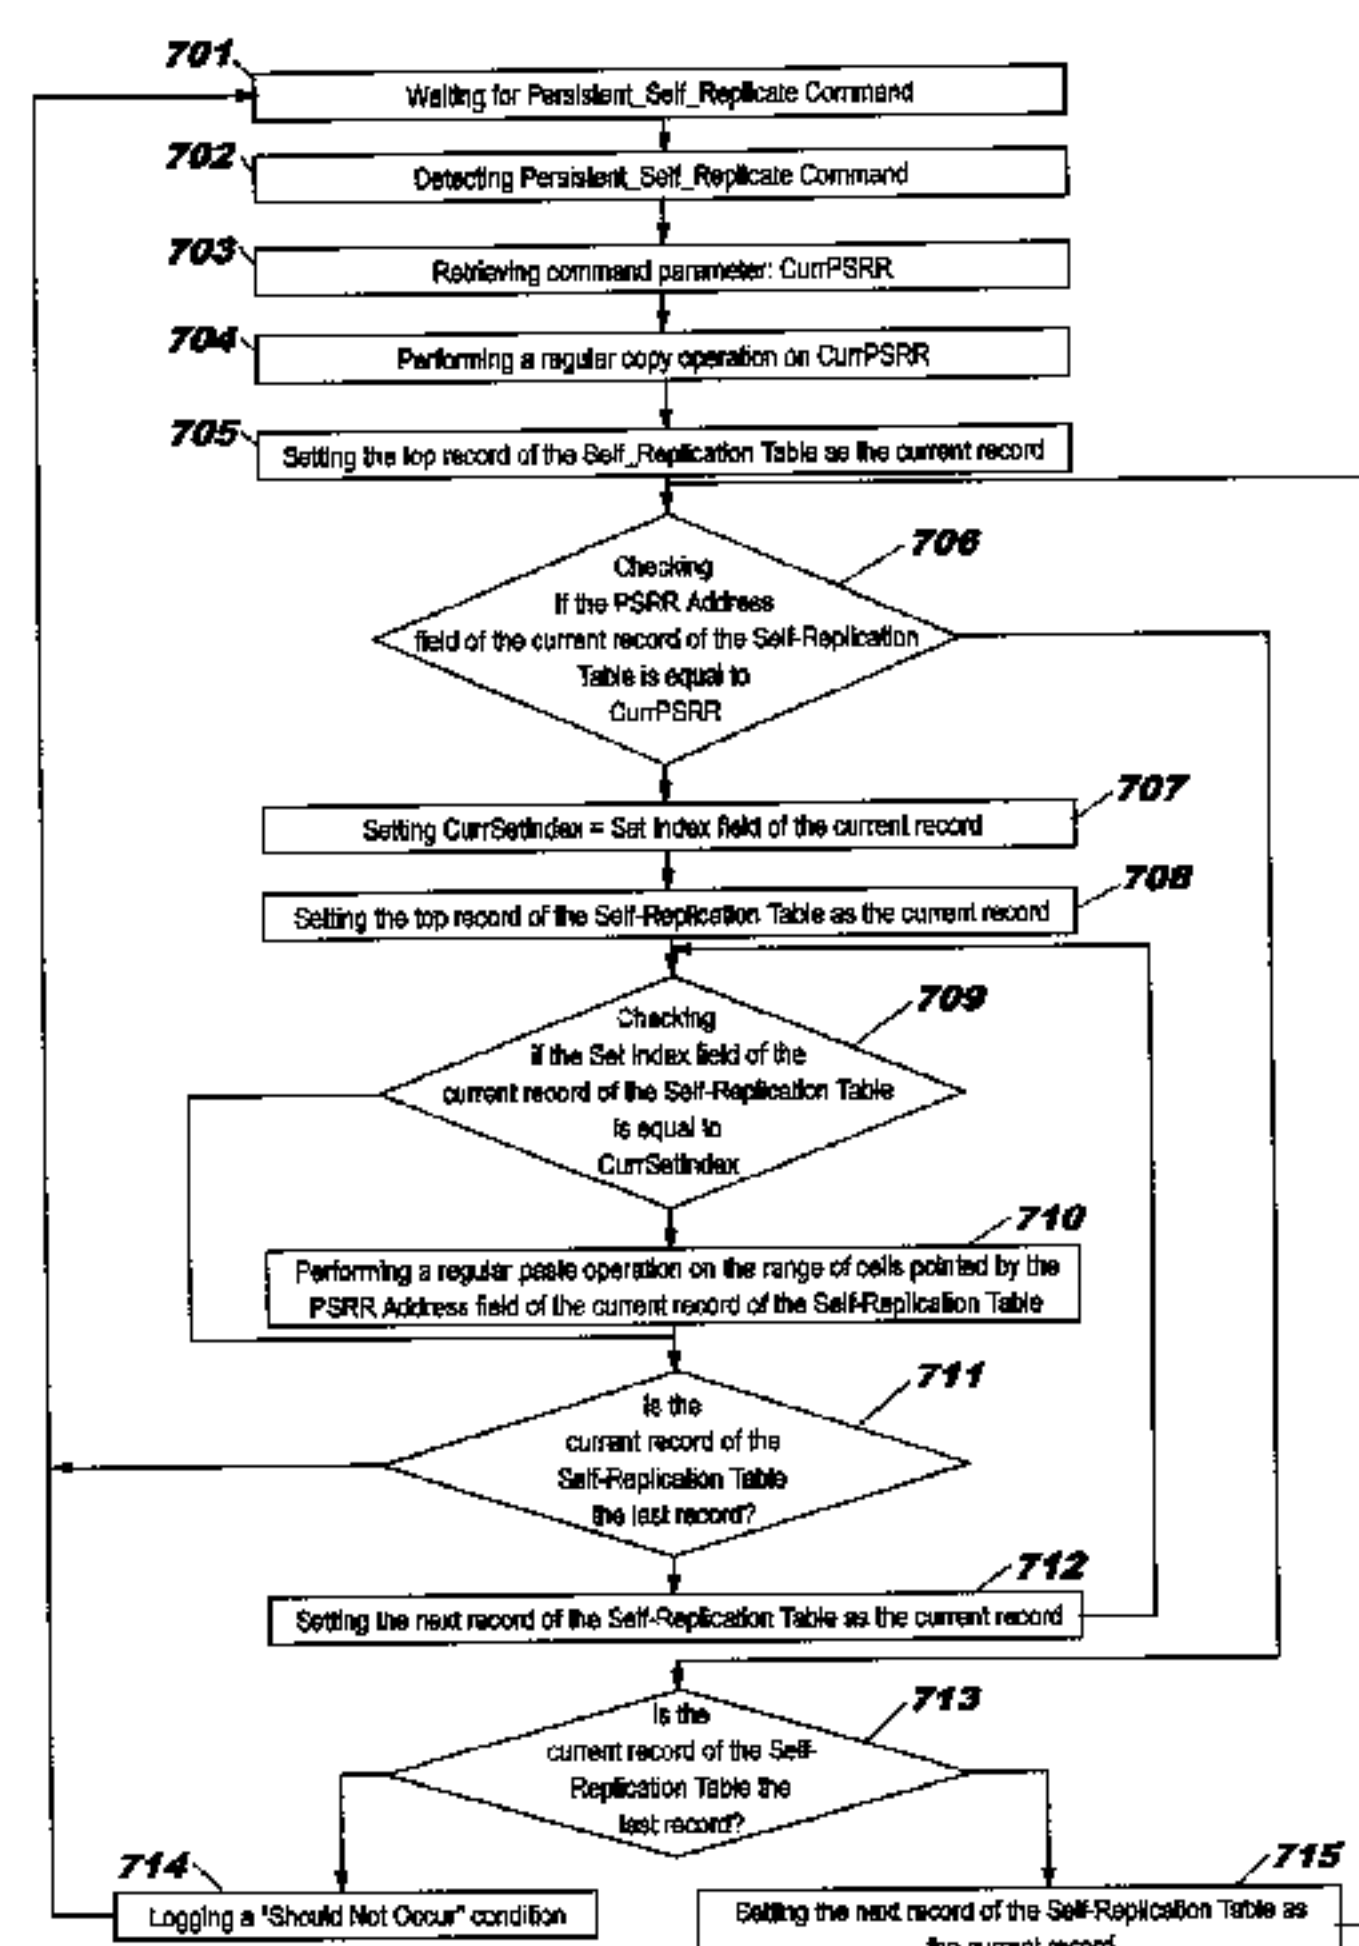 701
Waiting for Persistent_Self_Replicate Command
702
Detecting Persistent_Self_Replicate Command
703
Retrieving command parameter: CurrPSRR
704
Performing a regular copy operation on CurrPSRR
705
Setting the top record of the Self_Replication Table as the current record
706
Checking
If the PSRR Address
field of the current record of the Self-Replication
Table is equal to
CurrPSRR
707
Setting CurrSetIndex = Set Index field of the current record
708
Setting the top record of the Self-Replication Table as the current record
709
Checking
if the Set Index field of the
current record of the Self-Replication Table
is equal to
CurrSetIndex
710
Performing a regular paste operation on the range of cells pointed by the
PSRR Address field of the current record of the Self-Replication Table
711
Is the
current record of the
Self-Replication Table
the last record?
712
Setting the next record of the Self-Replication Table as the current record
713
Is the
current record of the Self-
Replication Table the
last record?
714
Logging a "Should Not Occur" condition
715
Setting the next record of the Self-Replication Table as
the current record